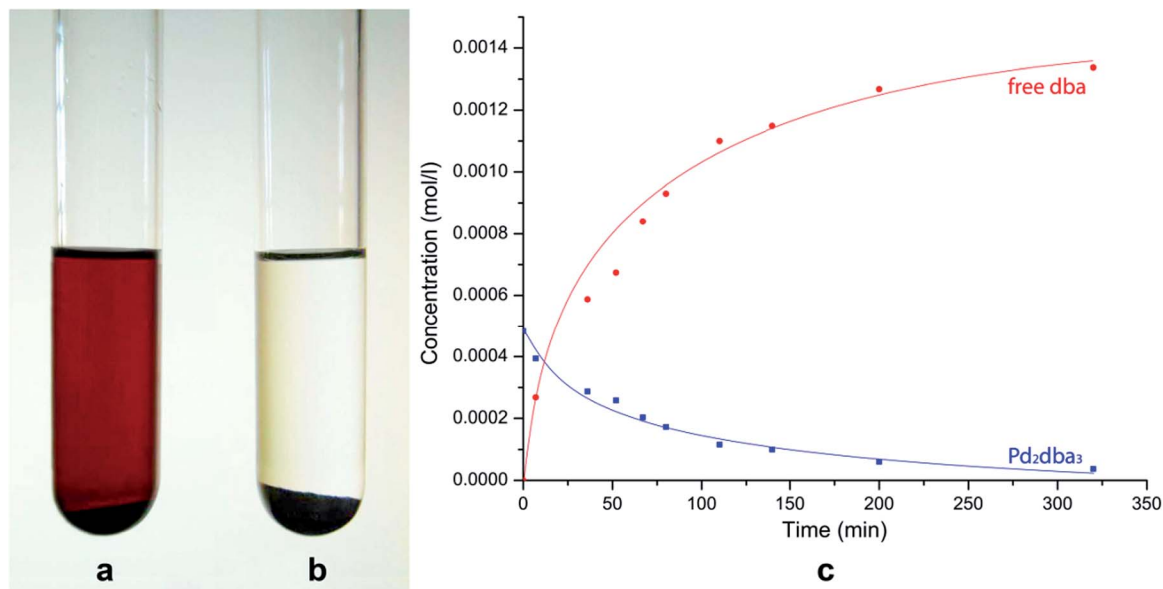 a
b
Concentration (mol/l)
0.0014
0.0012
0.0010
0.0008
0.0006
0.0004
0.0002
0.0000
free dba
Pd₂dba₃
0 50 100 150 200 250 300 350
Time (min)
c